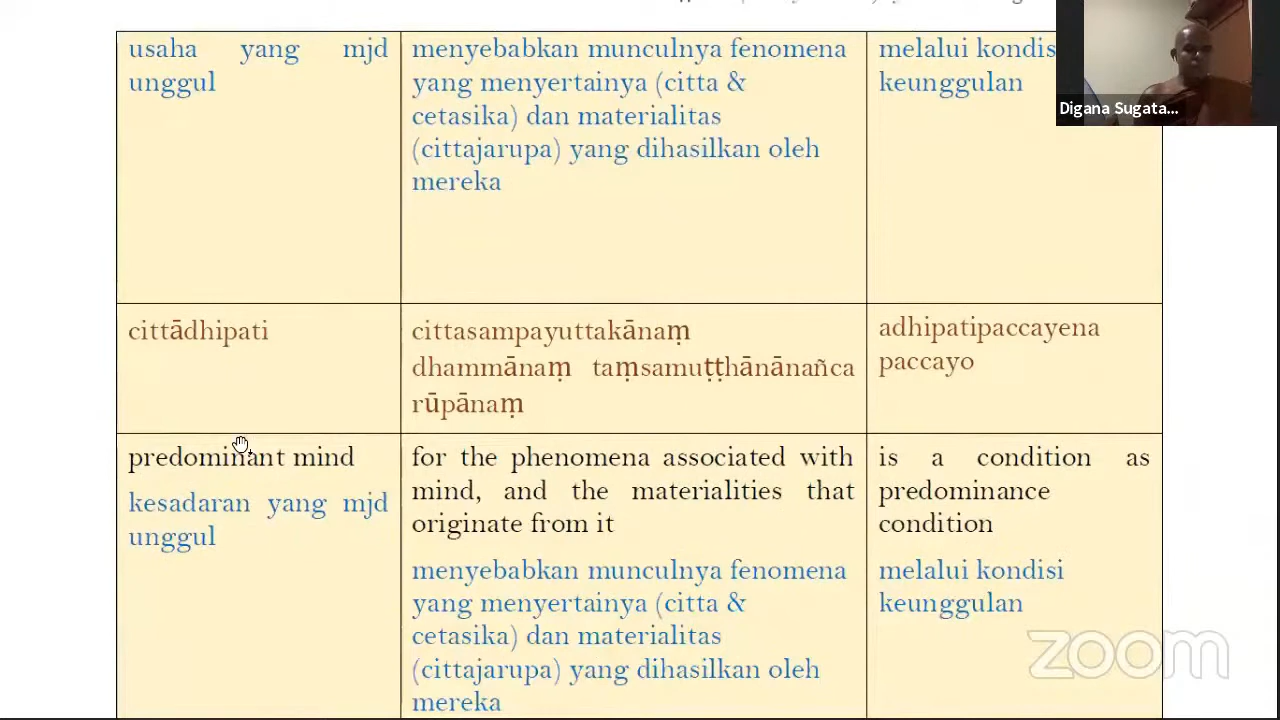 usaha yang mjd
unggul
menyebabkan munculnya fenomena
yang menyertainya (citta &
cetasika) dan materialitas
(cittajarupa) yang dihasilkan oleh
mereka
melalui kondis
keunggulan
Digana Sugata...
cittādhipati
cittasampayuttakānaṃ
dhammānaṃ taṃsamuṭṭhānānañca
rūpānaṃ
adhipatipaccayena
paccayo
predominant mind
kesadaran yang mjd
unggul
for the phenomena associated with
mind, and the materialities that
originate from it
menyebabkan munculnya fenomena
yang menyertainya (citta &
cetasika) dan materialitas
(cittajarupa) yang dihasilkan oleh
mereka
is a condition as
predominance
condition
melalui kondisi
keunggulan
zoom